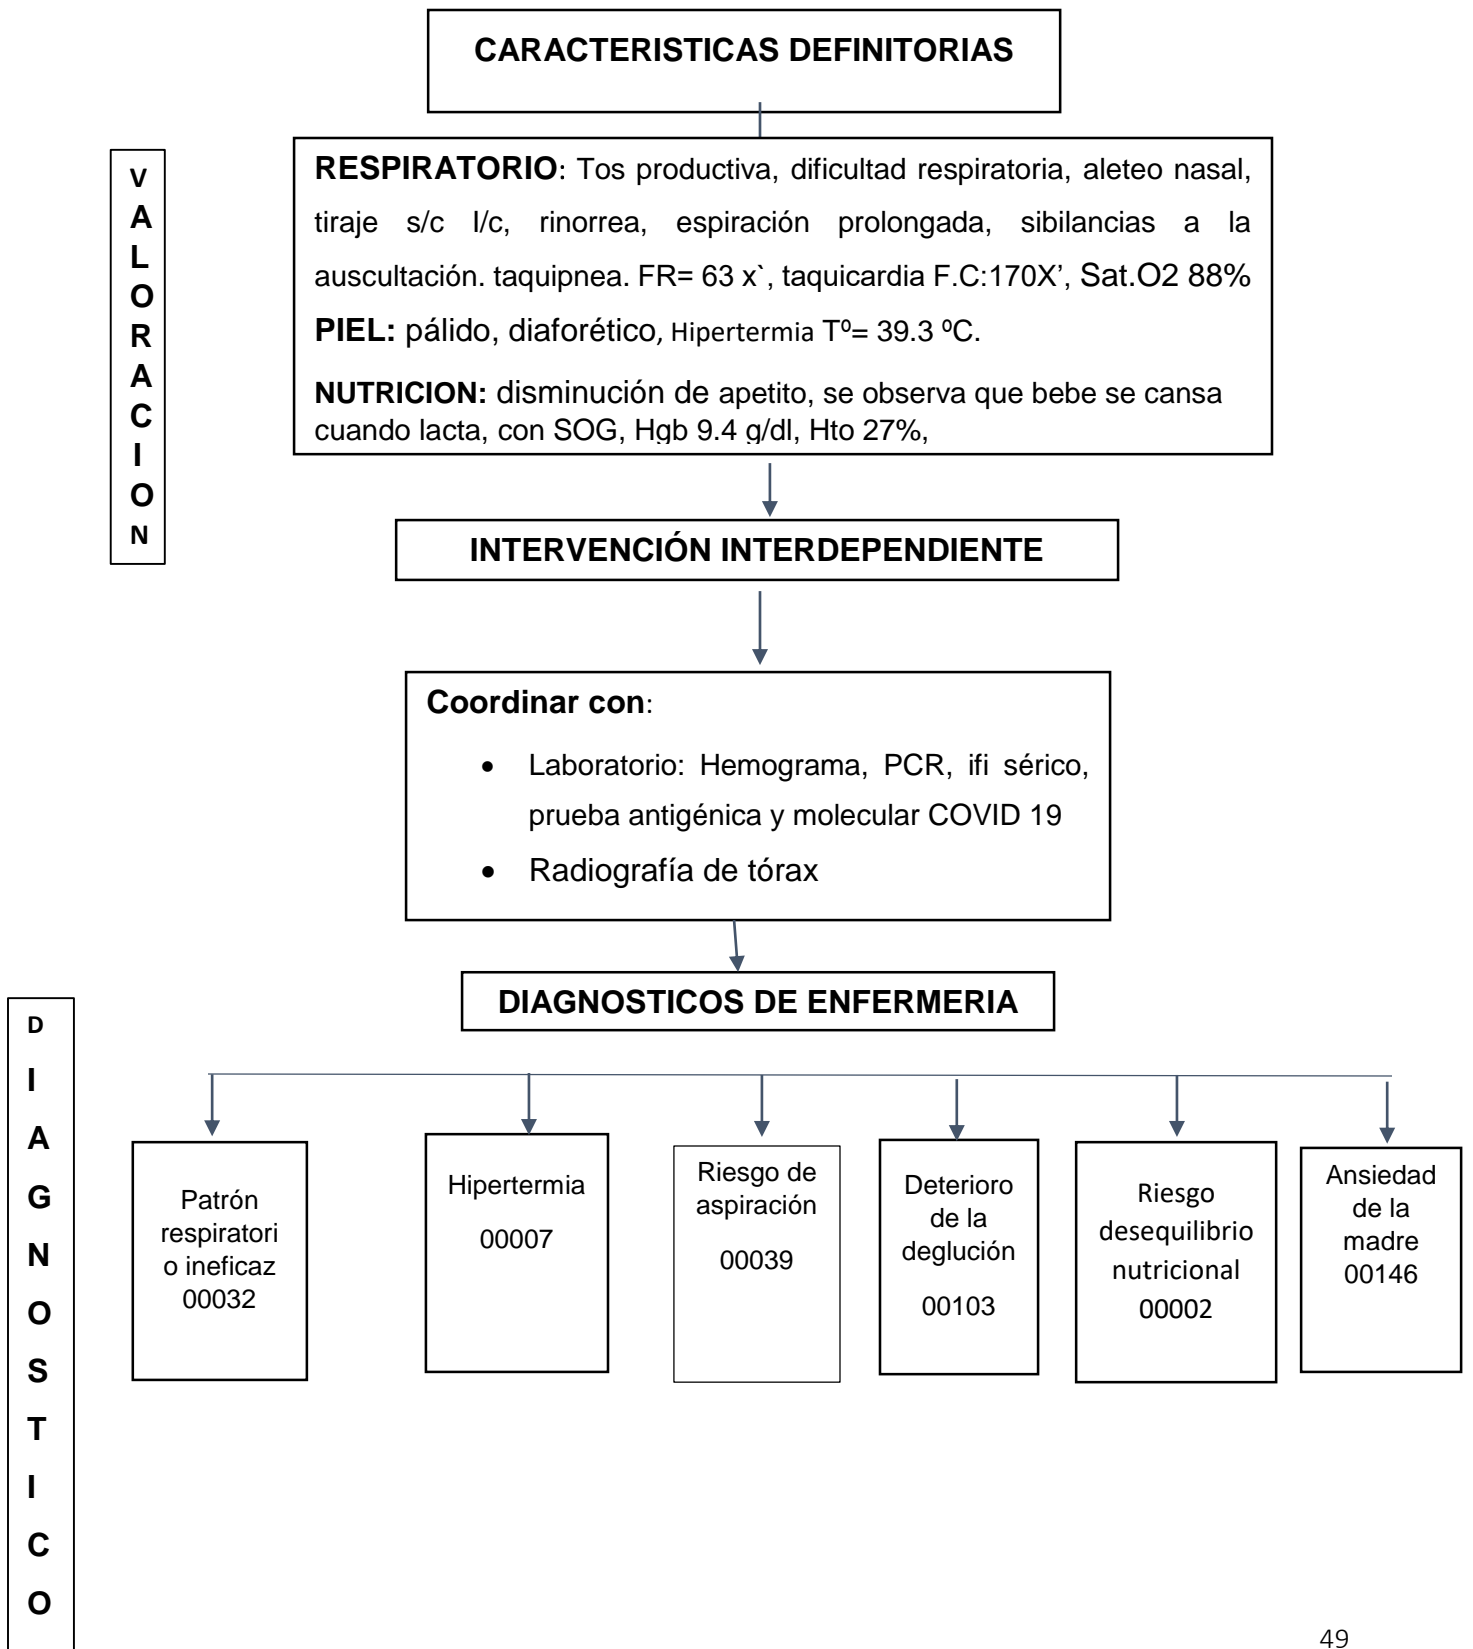 CARACTERISTICAS DEFINITORIAS
V
A
L
O
R
A
C
I
O
N
RESPIRATORIO: Tos productiva, dificultad respiratoria, aleteo nasal,
tiraje s/c I/c, rinorrea, espiración prolongada, sibilancias a la
auscultación. taquipnea. FR= 63 x`, taquicardia F.C:170X’, Sat.O2 88%
PIEL: pálido, diaforético, Hipertermia Tº= 39.3 ºC.
NUTRICION: disminución de apetito, se observa que bebe se cansa
cuando lacta, con SOG, Hgb 9.4 g/dl, Hto 27%,
INTERVENCIÓN INTERDEPENDIENTE
Coordinar con:
• Laboratorio: Hemograma, PCR, ifi sérico,
prueba antigénica y molecular COVID 19
• Radiografía de tórax
DIAGNOSTICOS DE ENFERMERIA
D
I
A
G
N
O
S
T
I
C
O
Patrón
respiratori
o ineficaz
00032
Hipertermia
00007
Riesgo de
aspiración
00039
Deterioro
de la
deglución
00103
Riesgo
desequilibrio
nutricional
00002
Ansiedad
de la
madre
00146
49